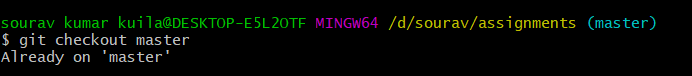 sourav kumar kuila@DESKTOP-E5L2OTF MINGW64 /d/sourav/assignments (master)
$ git checkout master
Already on 'master'